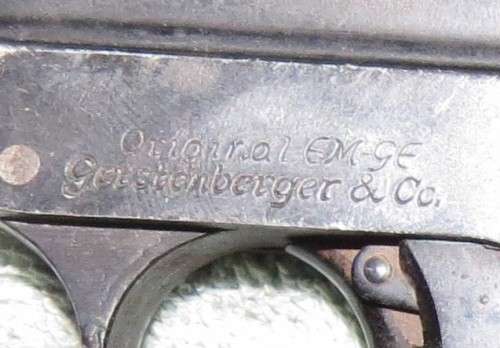 Original EM-GE
Gerstenberger & Co.